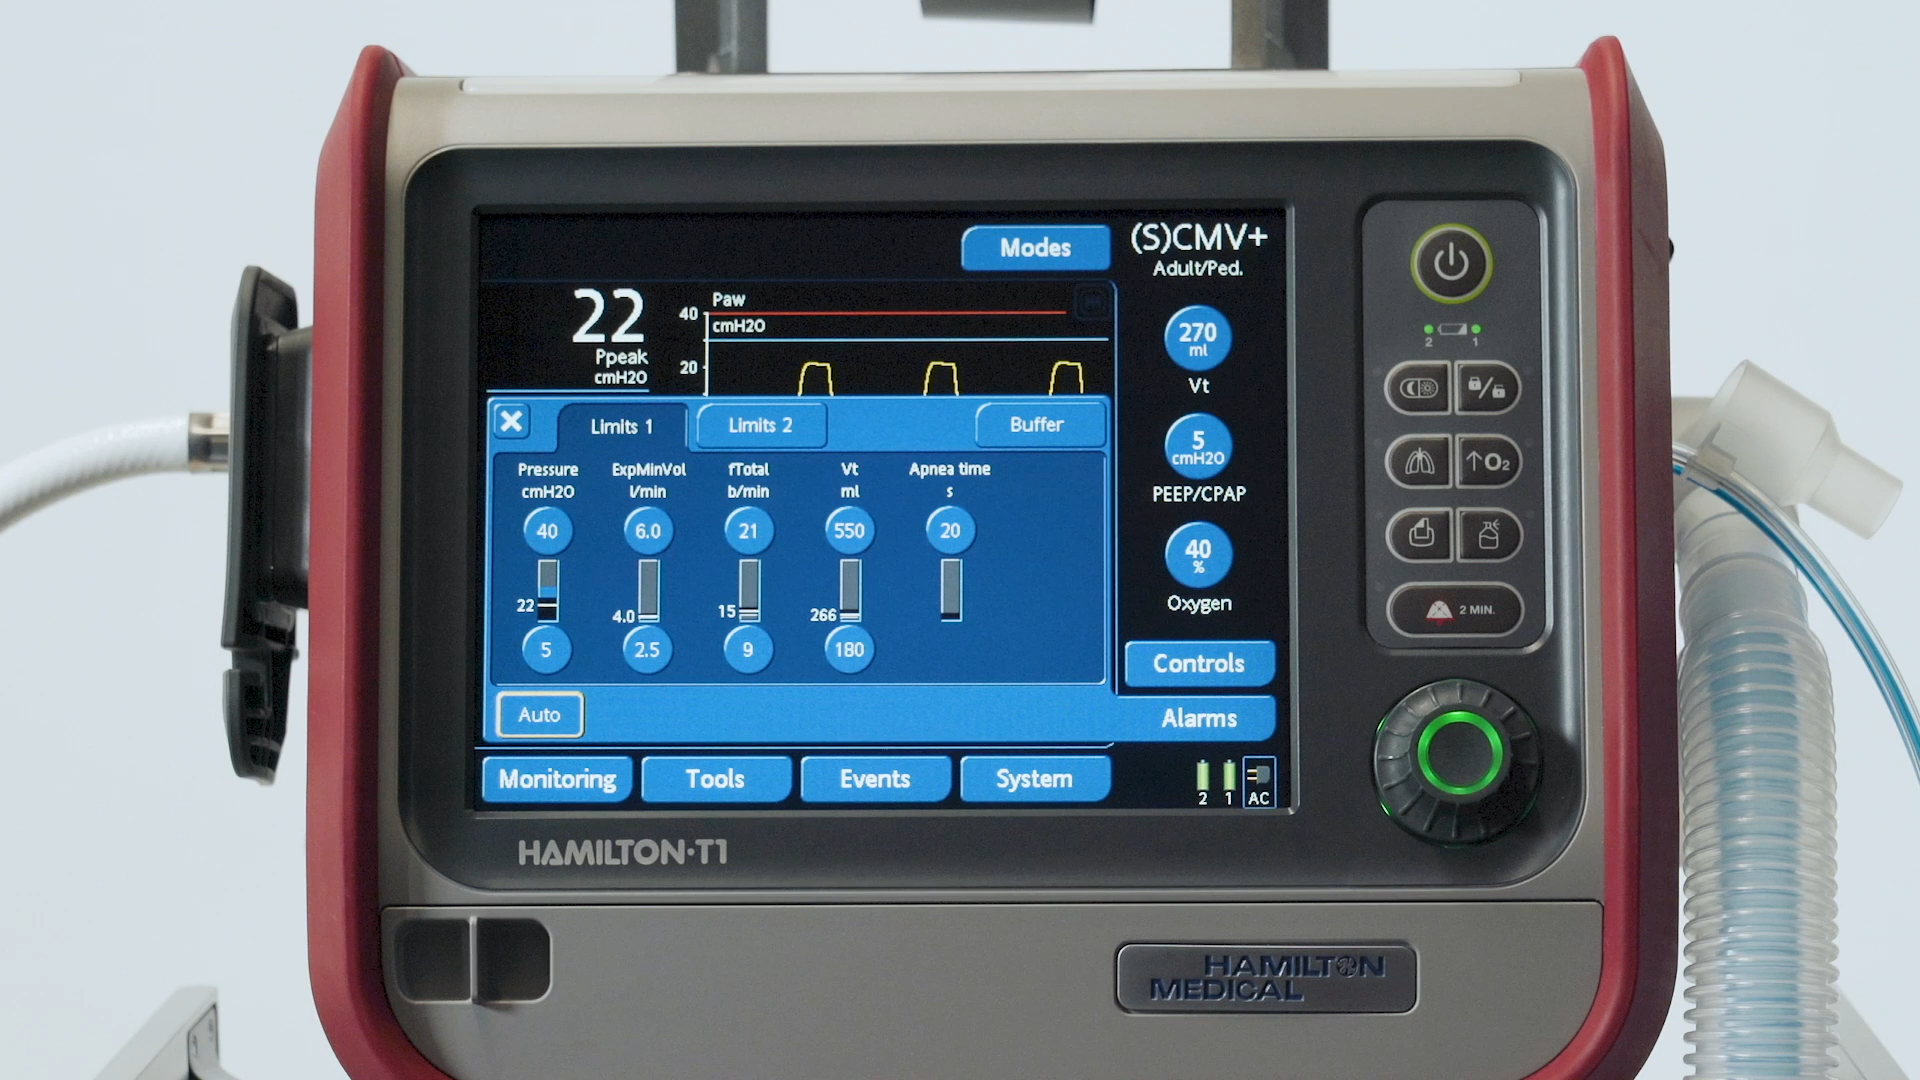 Modes
(S)CMV+
Adult/Ped.
22
Ppeak
cmH2O
Paw
40
cmH2O
20
270
ml
Vt
5
cmH2O
PEEP/CPAP
40
%
Oxygen
Controls
Alarms
Limits 1
Limits 2
Buffer
Pressure ExpMinVol fTotal Vt Apnea time
cmH2O l/min b/min ml s
40 6.0 21 550 20
22 4.0 15 266
5 2.5 9 180
Auto
Monitoring Tools Events System
2 1 AC
2 1
O2
2 MIN.
HAMILTON·T1
HAMILTON
MEDICAL